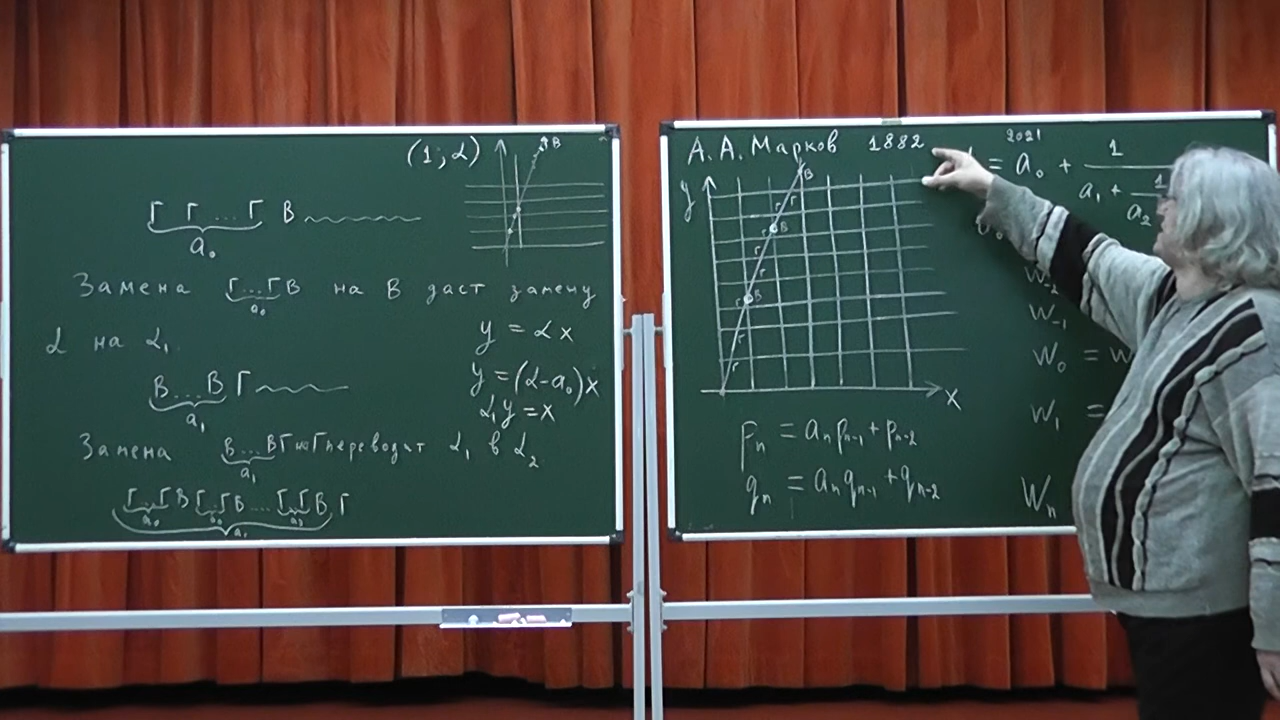 (1, α) B
Г Г ... Г В
a₀
Замена Г...Г В на В даст замену
a₀
α на α₁
y = αx
y = (α-a₀)x
В...В Г
a₁
α₁y = x
Замена В...ВГ на Г переводит α₁ в α₂
a₁
Г...ГВ Г...ГВ .... Г...ГВ Г
a₀ a₀ a₀
a₁
А. А. Марков 1882
2021
= a₀ + 1
a₁ + 1
a₂
y
В
Г Г
В
Г
Г
Г
Г В
Г
Г
x
W₋₂
W₋₁
W₀ = W
W₁ =
Wₙ
pₙ = aₙpₙ₋₁ + pₙ₋₂
qₙ = aₙqₙ₋₁ + qₙ₋₂